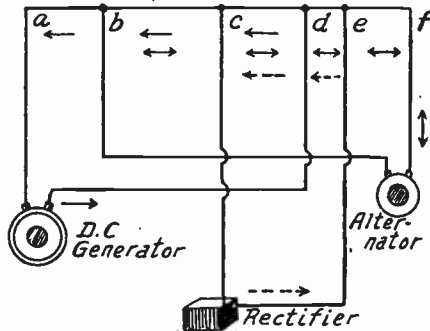 a b c d e f
D.C
Generator
Alter-
nator
Rectifier